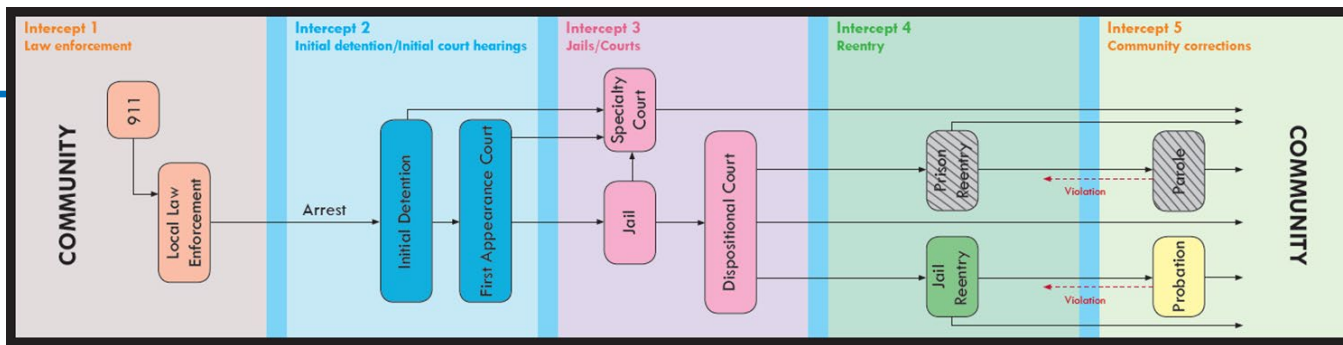 Intercept 1
Law enforcement
Intercept 2
Initial detention/Initial court hearings
Intercept 3
Jails/Courts
Intercept 4
Reentry
Intercept 5
Community corrections
COMMUNITY
911
Local Law
Enforcement
Arrest
Initial Detention
First Appearance Court
Specialty
Court
Jail
Dispositional Court
Prison
Reentry
Violation
Parole
Jail
Reentry
Violation
Probation
COMMUNITY